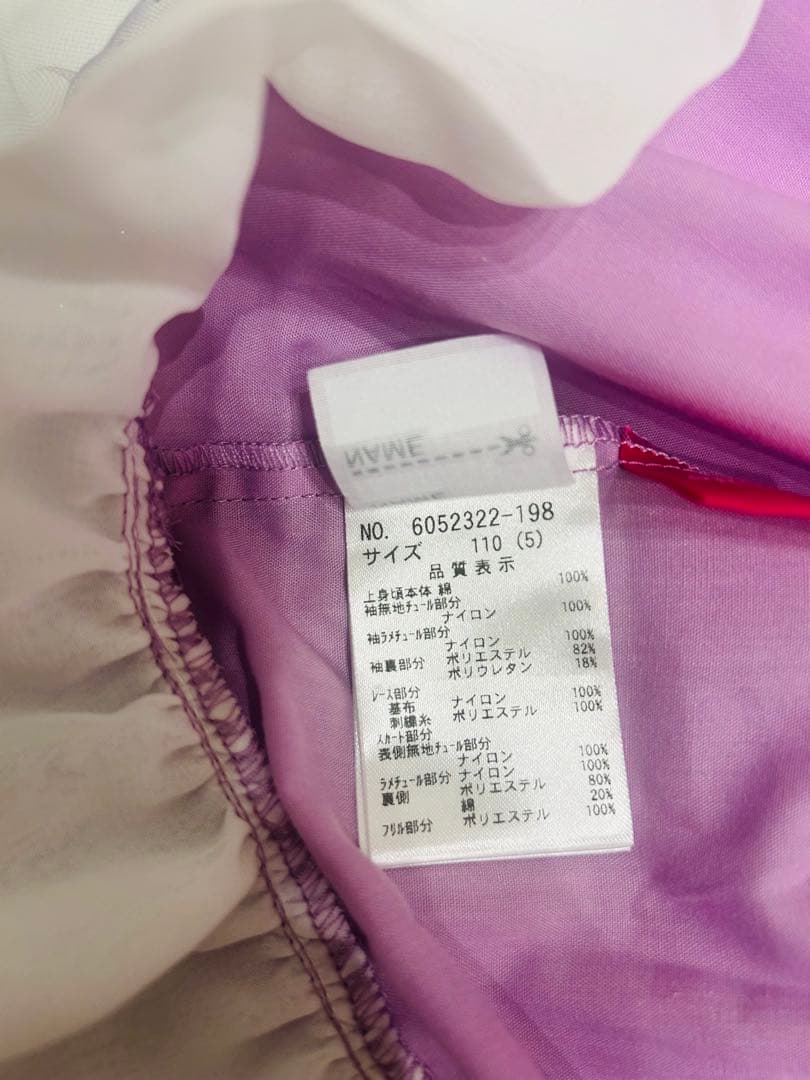 NAME
NO. 6052322-198
サイズ 110 (5)
品質表示
上身頃本体 綿 100%
袖無地ﾁｭｰﾙ部分
ナイロン 100%
袖ﾗﾒﾁｭｰﾙ部分
ナイロン 100%
袖裏部分 ポリエステル 82%
ポリウレタン 18%
ﾚｰｽ部分
基布 ナイロン 100%
刺繍糸 ポリエステル 100%
ｽｶｰﾄ部分
表側無地ﾁｭｰﾙ部分
ナイロン 100%
ﾗﾒﾁｭｰﾙ部分 ナイロン 100%
裏側 ポリエステル 80%
綿 20%
ﾌﾘﾙ部分 ポリエステル 100%